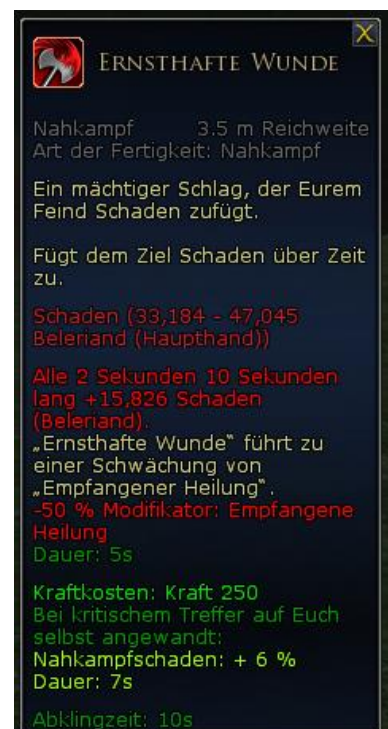 ERNSTHAFTE WUNDE
Nahkampf 3.5 m Reichweite
Art der Fertigkeit: Nahkampf
Ein mächtiger Schlag, der Eurem
Feind Schaden zufügt.
Fügt dem Ziel Schaden über Zeit
zu.
Schaden (33,184 - 47,045
Beleriand (Haupthand))
Alle 2 Sekunden 10 Sekunden
lang +15,826 Schaden
(Beleriand).
„Ernsthafte Wunde“ führt zu
einer Schwächung von
„Empfangener Heilung“.
-50 % Modifikator: Empfangene
Heilung
Dauer: 5s
Kraftkosten: Kraft 250
Bei kritischem Treffer auf Euch
selbst angewandt:
Nahkampfschaden: + 6 %
Dauer: 7s
Abklingzeit: 10s